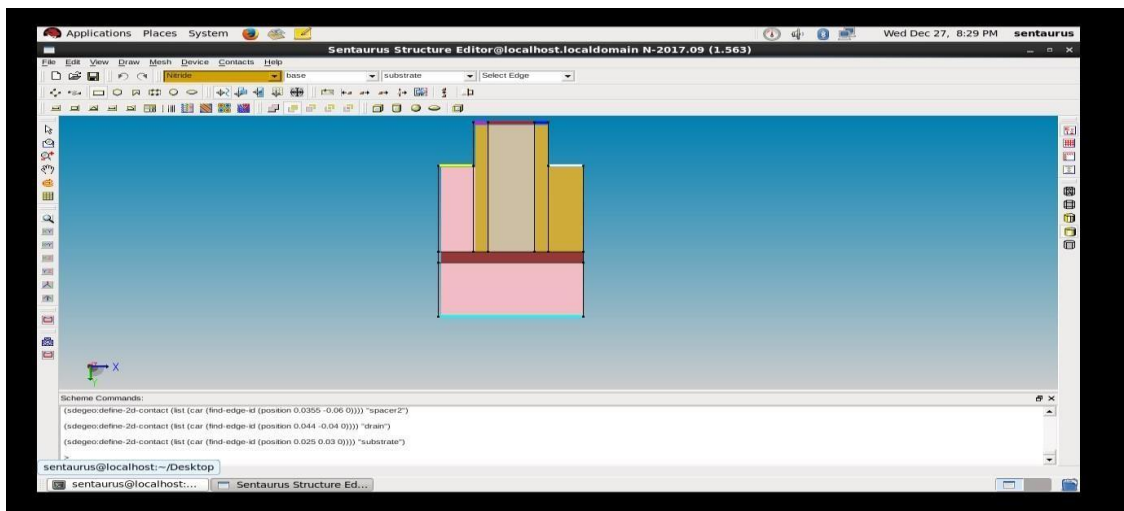 Applications Places System Wed Dec 27, 8:29 PM sentaurus
Sentaurus Structure Editor@localhost.localdomain N-2017.09 (1.563)
File Edit View Draw Mesh Device Contacts Help
Nitride base substrate Select Edge
X
Y
Scheme Commands:
(sdegeo:define-2d-contact (list (car (find-edge-id (position 0.0355 -0.06 0)))) "spacer2")
(sdegeo:define-2d-contact (list (car (find-edge-id (position 0.044 -0.04 0)))) "drain")
(sdegeo:define-2d-contact (list (car (find-edge-id (position 0.025 0.03 0)))) "substrate")
>
sentaurus@localhost:~/Desktop
sentaurus@localhost:... Sentaurus Structure Ed...